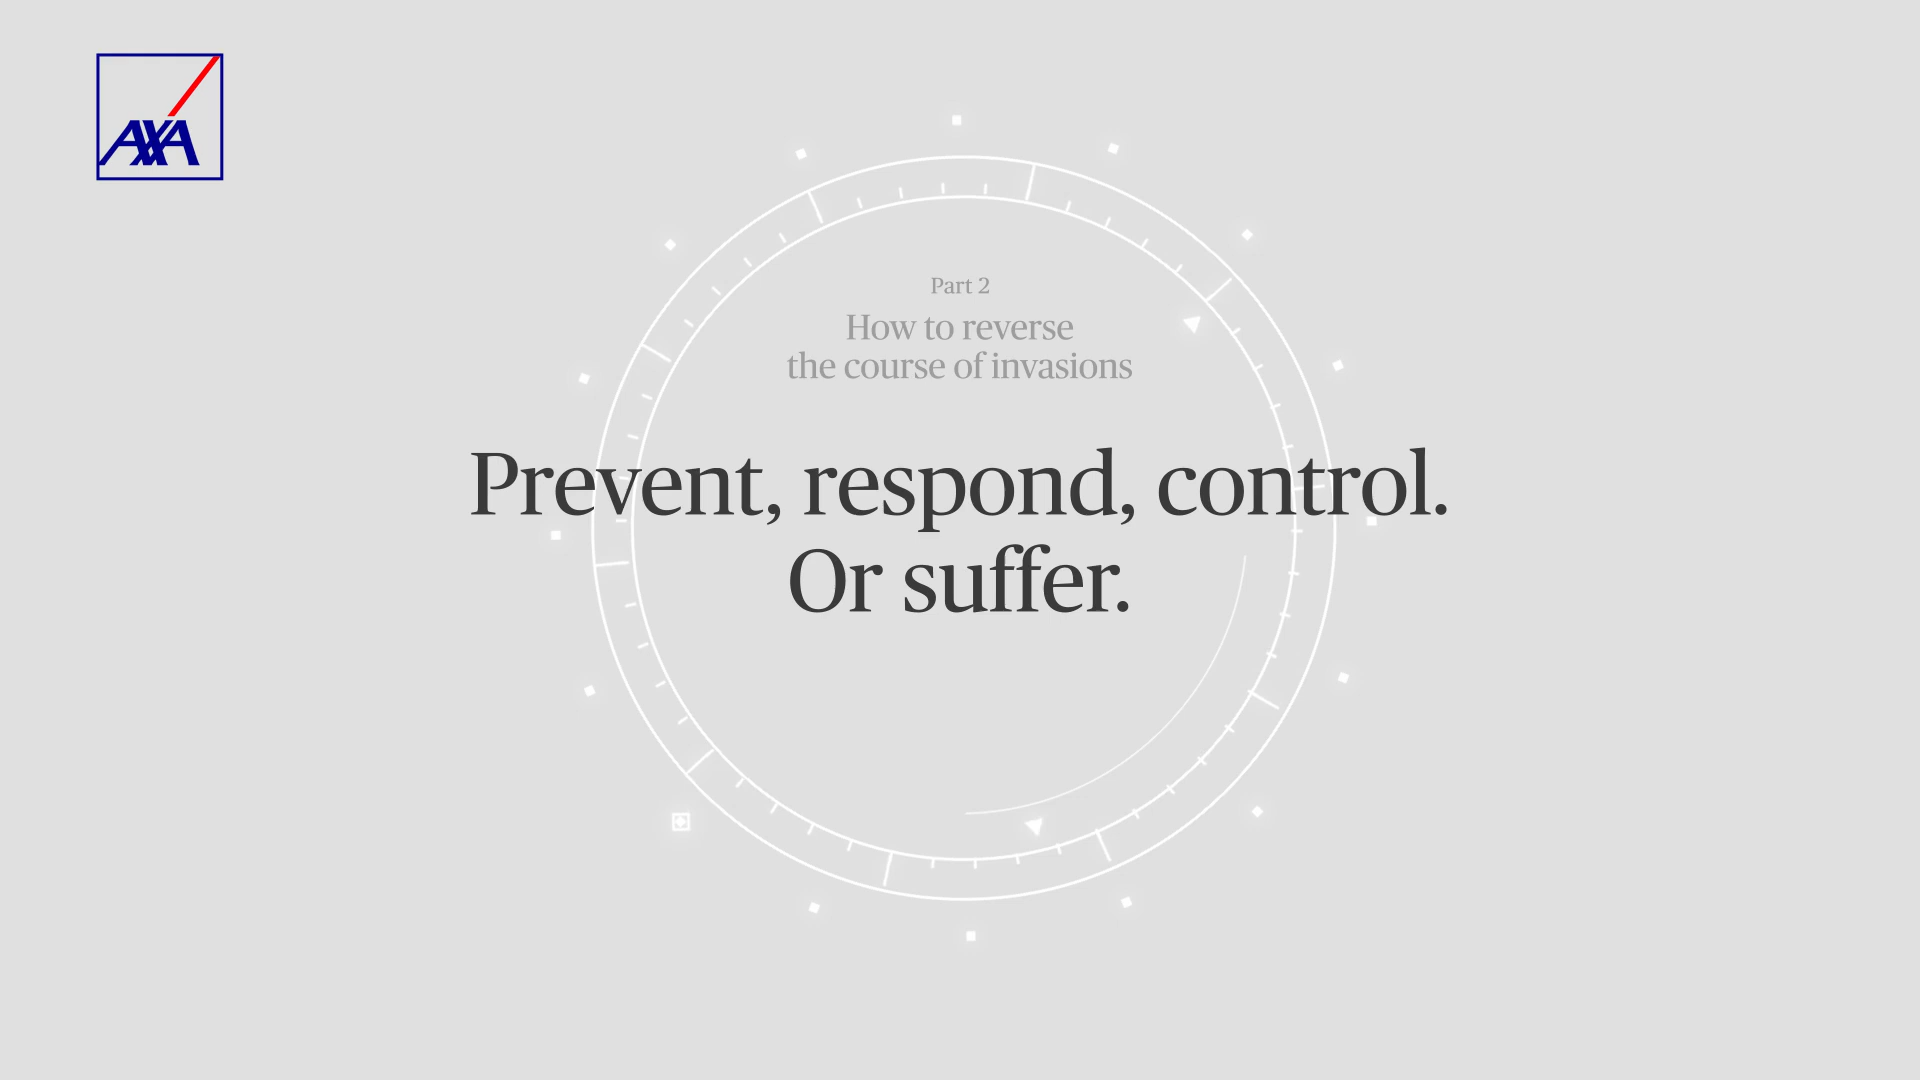 AXA
Part 2
How to reverse
the course of invasions
Prevent, respond, control.
Or suffer.